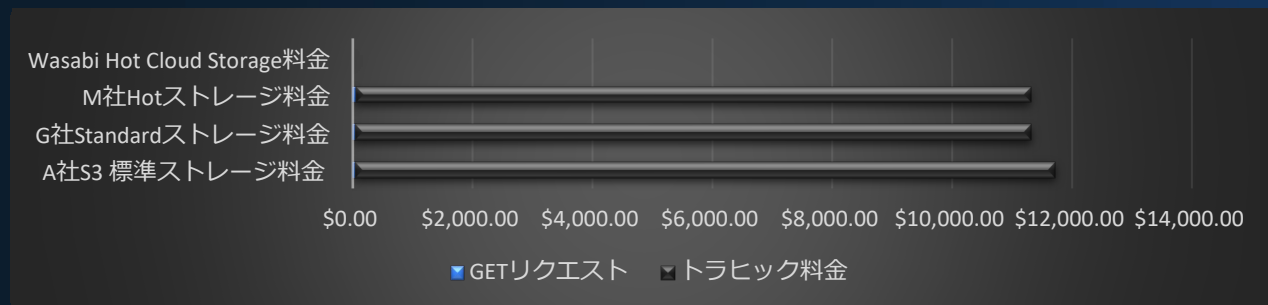 Wasabi Hot Cloud Storage料金
M社Hotストレージ料金
G社Standardストレージ料金
A社S3 標準ストレージ料金
$0.00 $2,000.00 $4,000.00 $6,000.00 $8,000.00 $10,000.00 $12,000.00 $14,000.00
GETリクエスト トラヒック料金